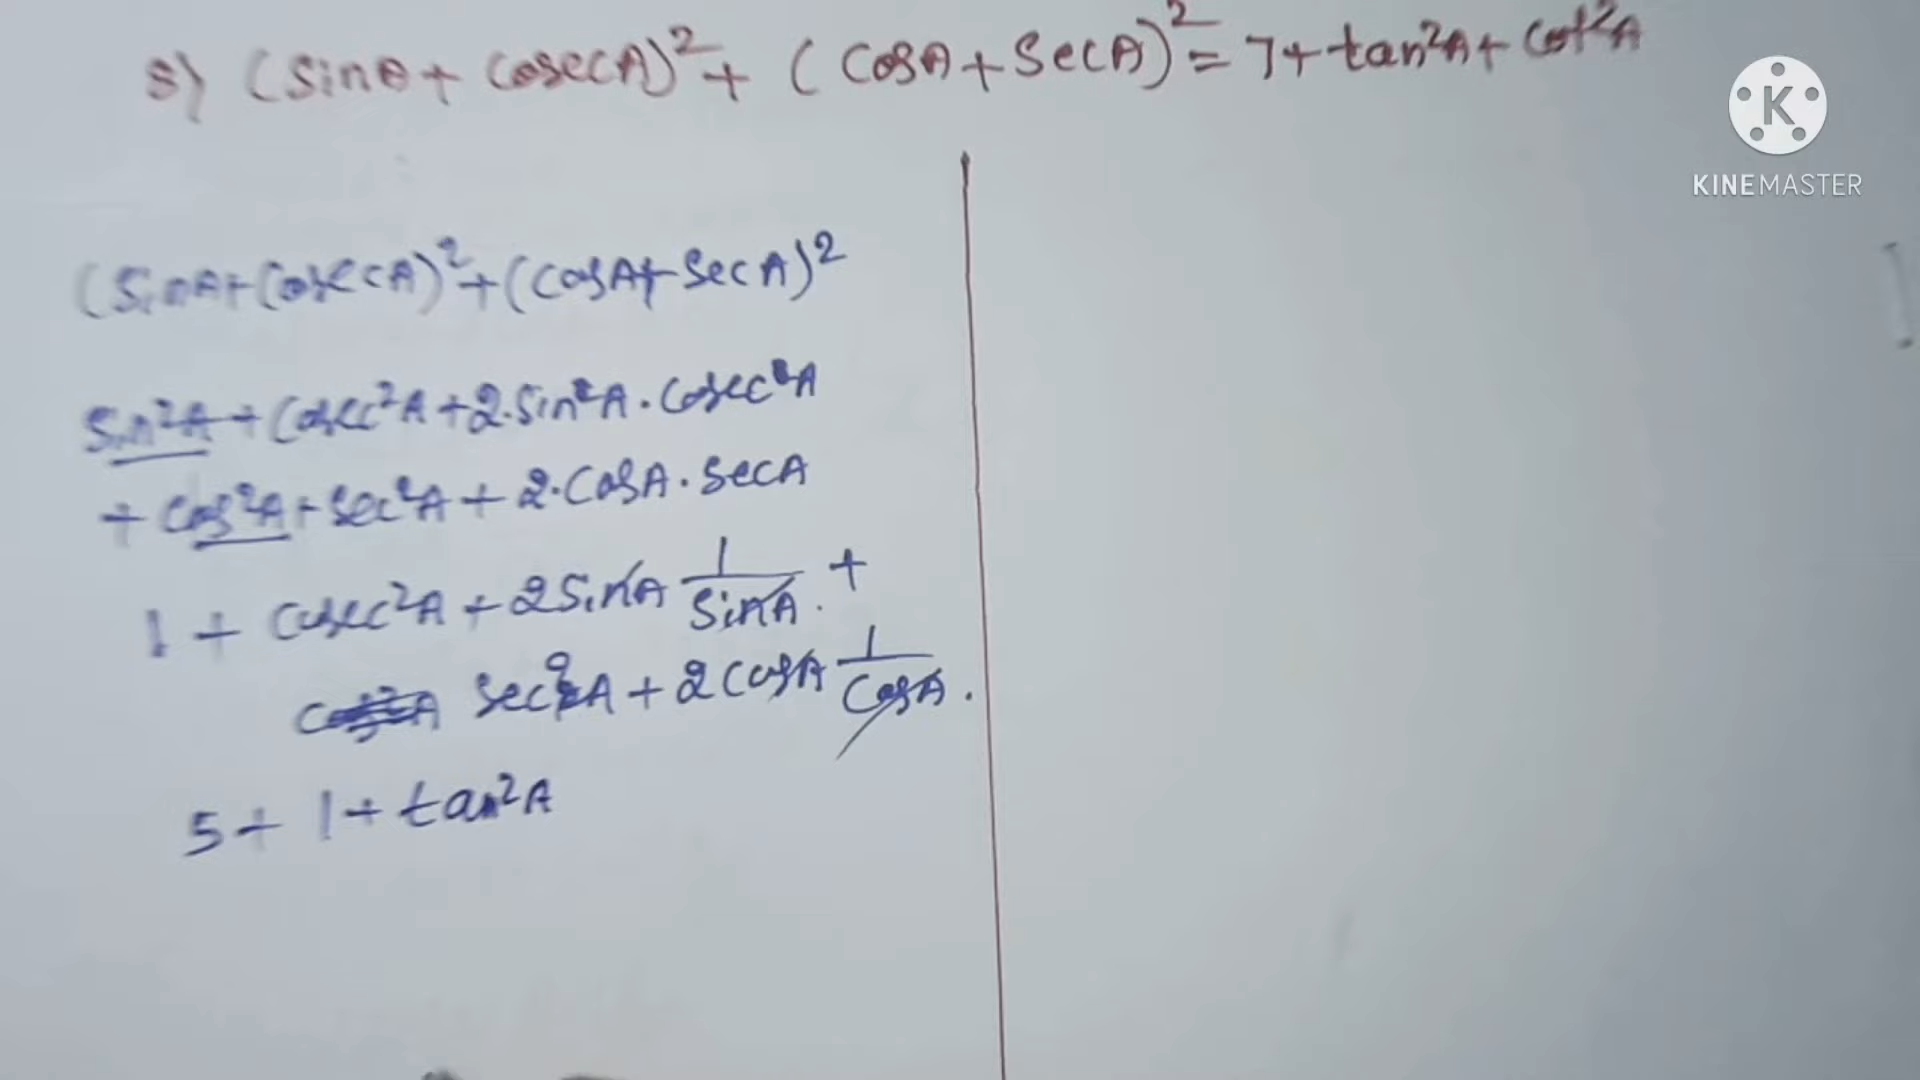 5) (sinθ + cosecA)² + (cosA + secA)² = 7 + tan²A + cot²A
K
KINEMASTER
(sinA + cosecA)² + (cosA + secA)²
sin²A + cosec²A + 2.sin²A . cosec²A
+ cos²A + sec²A + 2.cosA . secA
1 + cosec²A + 2sinA 1/sinA . +
sec²A + 2cosA 1/cosA .
5 + 1 + tan²A